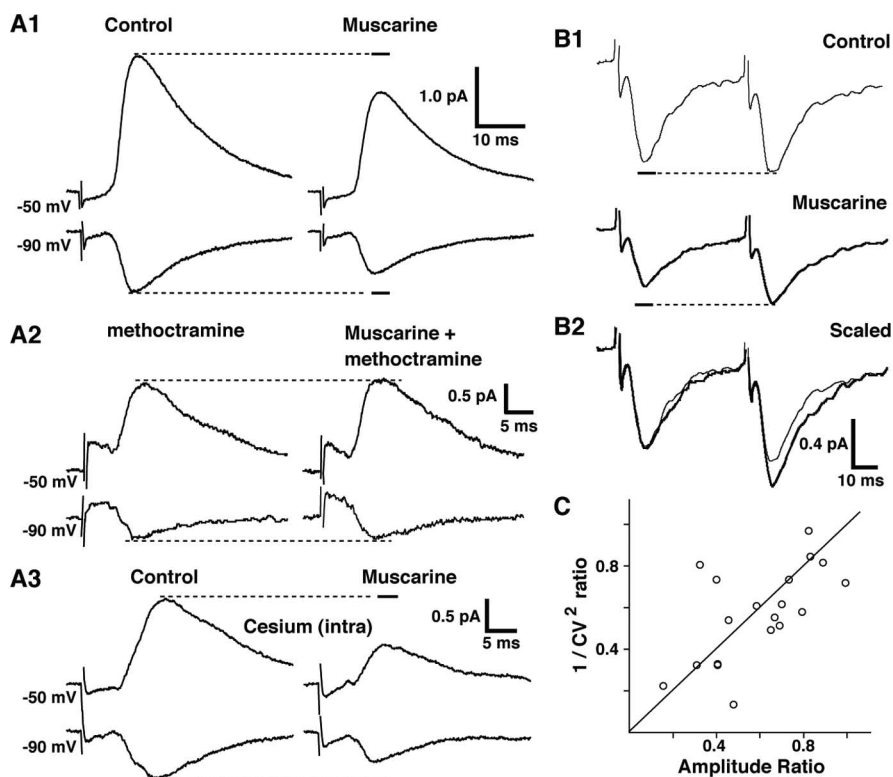 A1
Control
Muscarine
1.0 pA
10 ms
-50 mV
-90 mV
A2
methoctramine
Muscarine +
methoctramine
0.5 pA
5 ms
-50 mV
-90 mV
A3
Control
Muscarine
Cesium (intra)
0.5 pA
5 ms
-50 mV
-90 mV
B1
Control
Muscarine
B2
Scaled
0.4 pA
10 ms
C
1 / CV 2 ratio
0.8
0.4
0.4
0.8
Amplitude Ratio